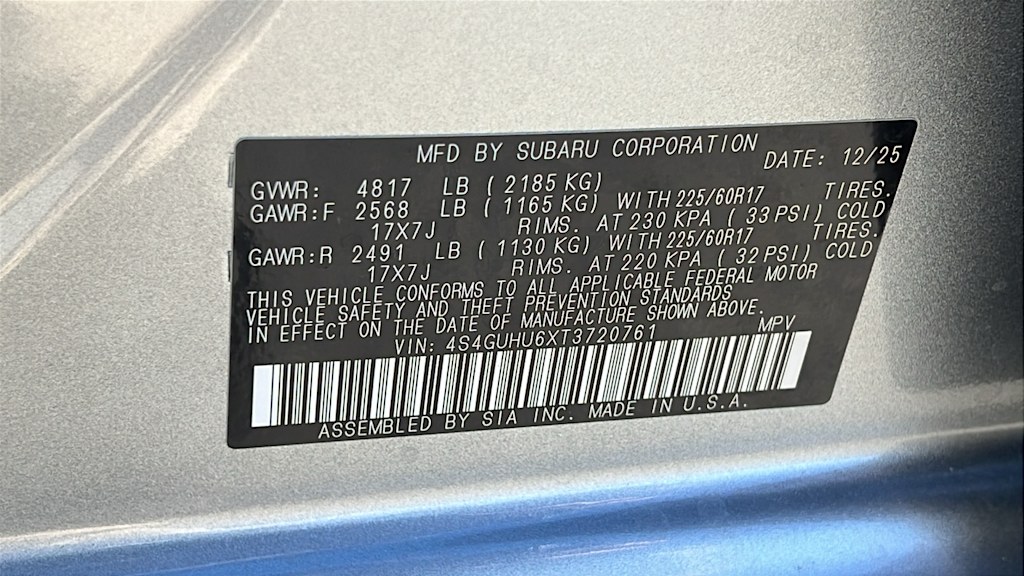 MFD BY SUBARU CORPORATION DATE: 12/25
GVWR: 4817 LB (2185 KG)
GAWR:F 2568 LB (1165 KG) WITH 225/60R17 TIRES.
17X7J RIMS. AT 230 KPA (33 PSI) COLD
GAWR:R 2491 LB (1130 KG) WITH 225/60R17 TIRES.
17X7J RIMS. AT 220 KPA (32 PSI) COLD
THIS VEHICLE CONFORMS TO ALL APPLICABLE FEDERAL MOTOR
VEHICLE SAFETY AND THEFT PREVENTION STANDARDS
IN EFFECT ON THE DATE OF MANUFACTURE SHOWN ABOVE.
VIN: 4S4GUHU6XT3720761 MPV
ASSEMBLED BY SIA INC. MADE IN U.S.A.